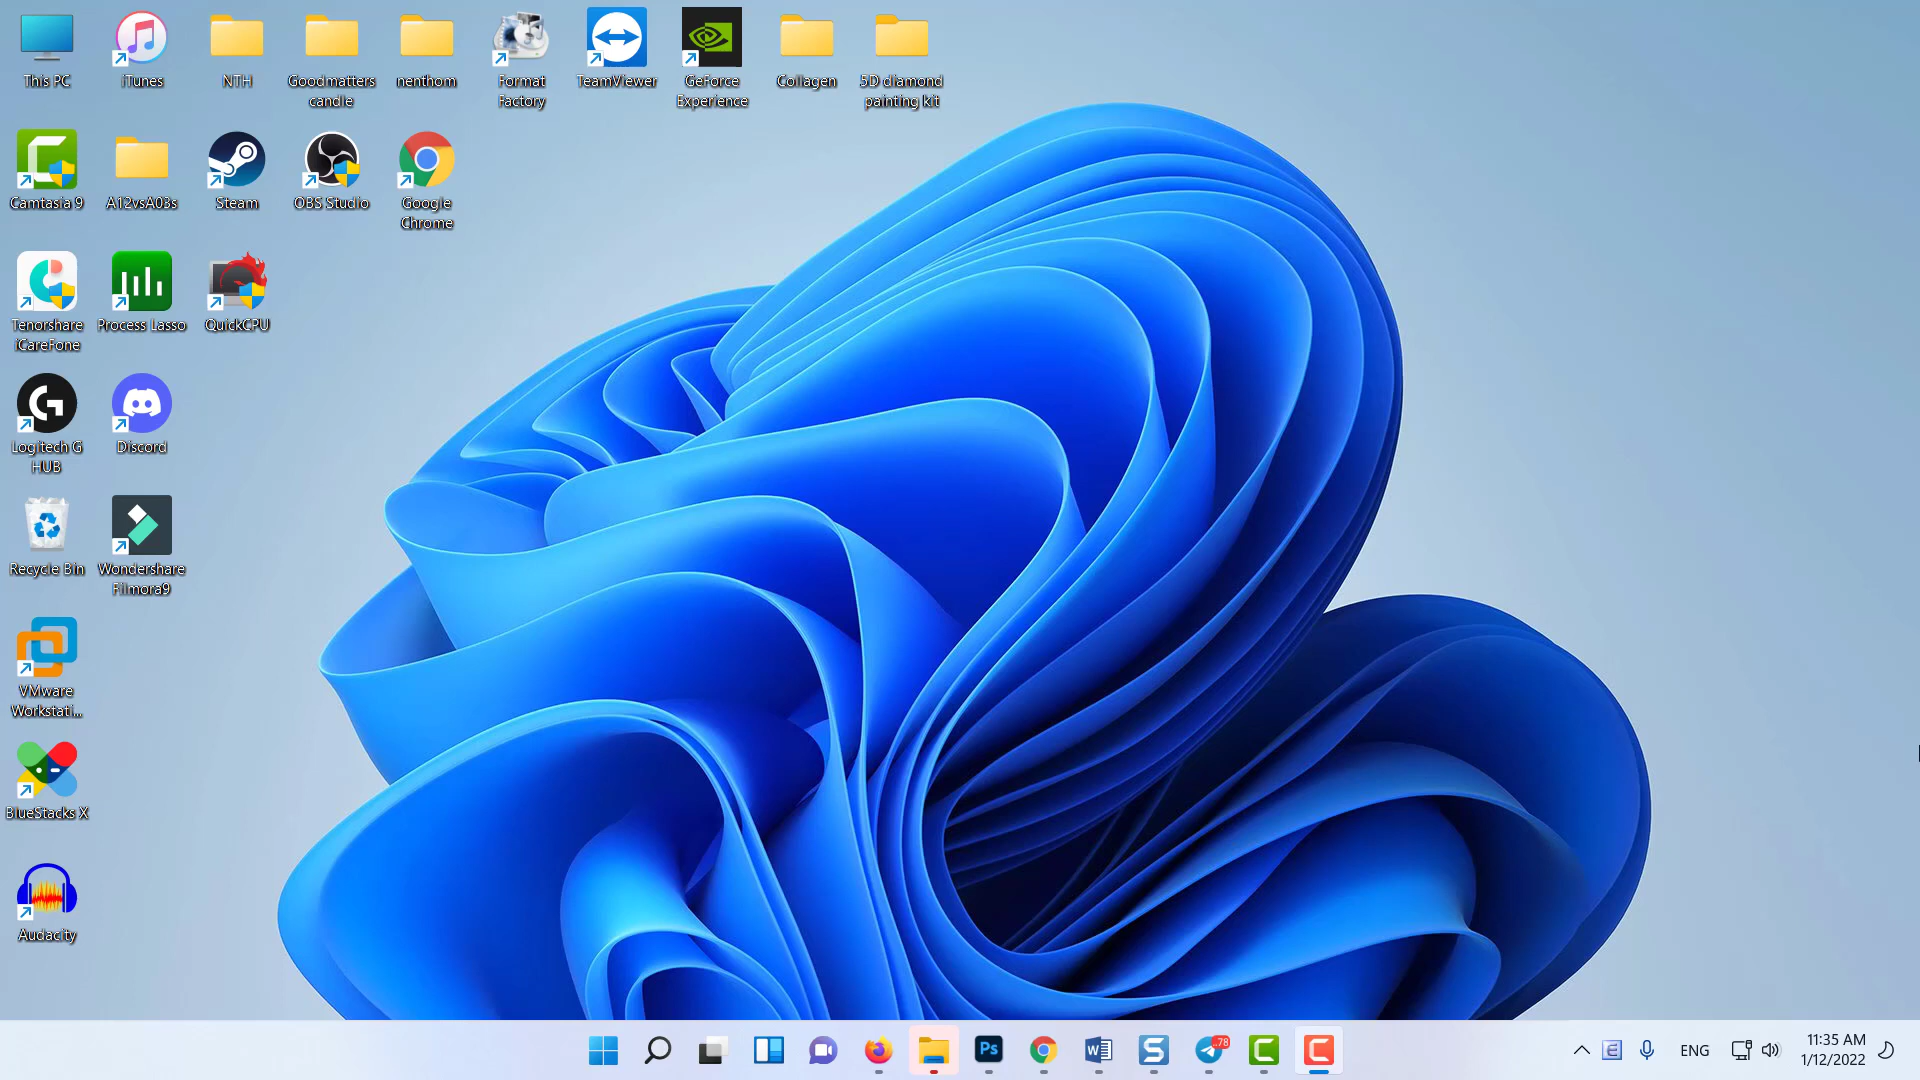 This PC
iTunes
NTH
Goodmatters
candle
nenthom
Format
Factory
TeamViewer
GeForce
Experience
Collagen
5D diamond
painting kit
Camtasia 9
A12vsA03s
Steam
OBS Studio
Google
Chrome
Tenorshare
iCareFone
Process Lasso
QuickCPU
Logitech G
HUB
Discord
Recycle Bin
Wondershare
Filmora9
VMware
Workstati...
BlueStacks X
Audacity
Ps
W
S
..78
E
ENG
11:35 AM
1/12/2022